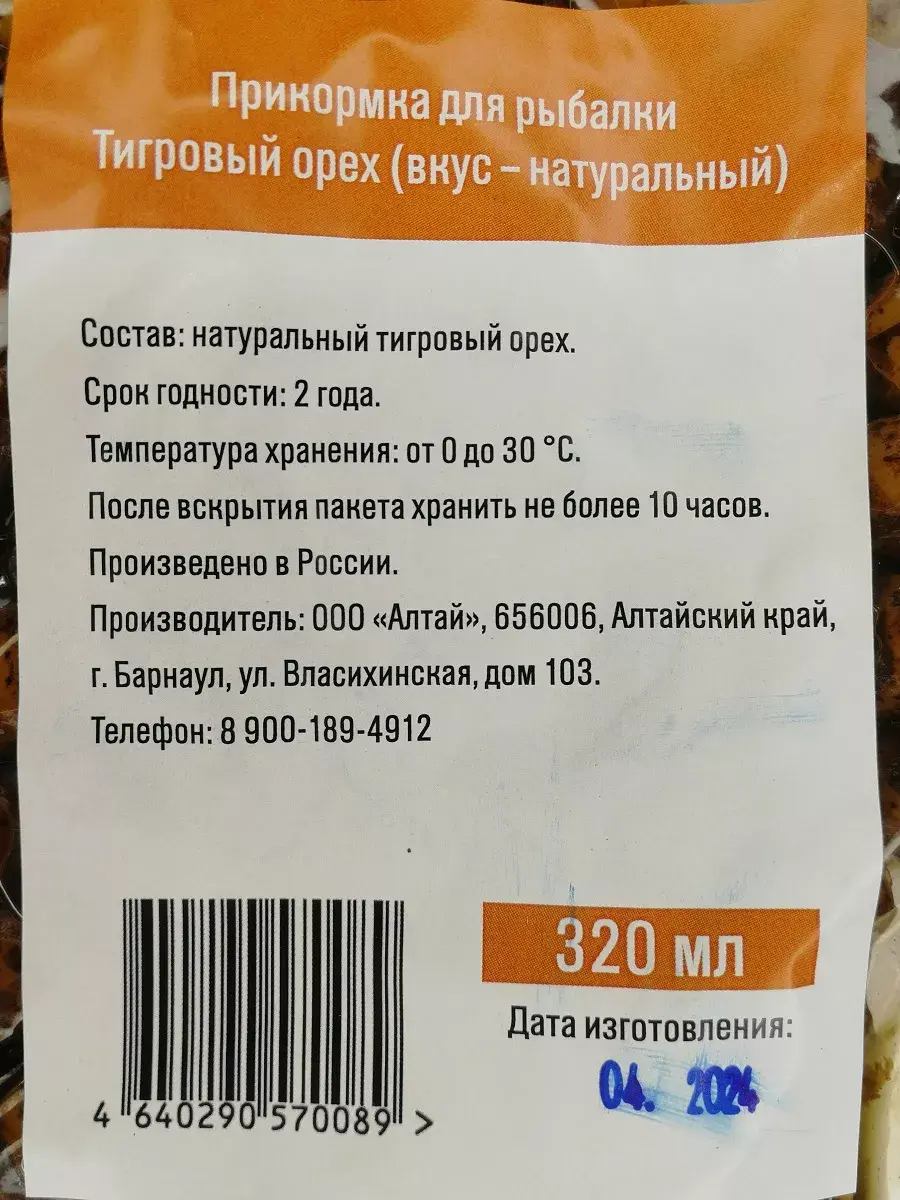 Прикормка для рыбалки
Тигровый орех (вкус – натуральный)
Состав: натуральный тигровый орех.
Срок годности: 2 года.
Температура хранения: от 0 до 30 °С.
После вскрытия пакета хранить не более 10 часов.
Произведено в России.
Производитель: ООО «Алтай», 656006, Алтайский край,
г. Барнаул, ул. Власихинская, дом 103.
Телефон: 8 900-189-4912
320 мл
Дата изготовления:
04. 2024
4 640290 570089 >